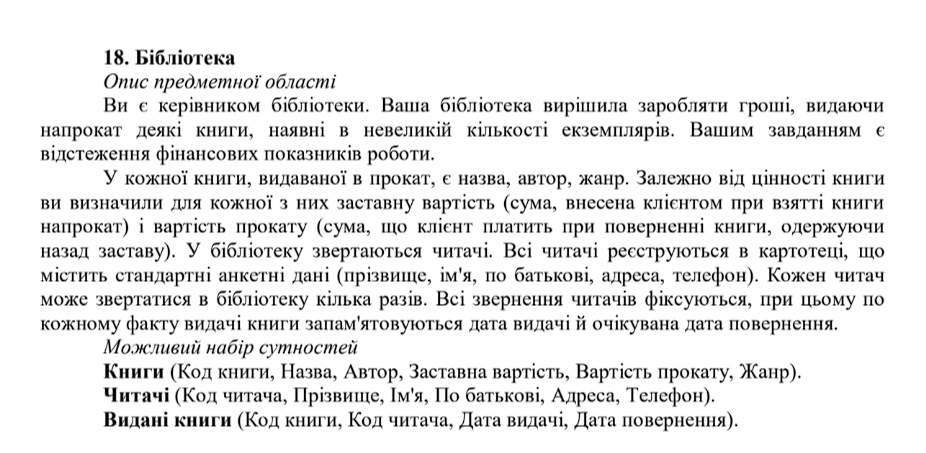 18. Бібліотека
Опис предметної області
Ви є керівником бібліотеки. Ваша бібліотека вирішила заробляти гроші, видаючи
напрокат деякі книги, наявні в невеликій кількості екземплярів. Вашим завданням є
відстеження фінансових показників роботи.
У кожної книги, видаваної в прокат, є назва, автор, жанр. Залежно від цінності книги
ви визначили для кожної з них заставну вартість (сума, внесена клієнтом при взятті книги
напрокат) і вартість прокату (сума, що клієнт платить при поверненні книги, одержуючи
назад заставу). У бібліотеку звертаються читачі. Всі читачі реєструються в картотеці, що
містить стандартні анкетні дані (прізвище, ім'я, по батькові, адреса, телефон). Кожен читач
може звертатися в бібліотеку кілька разів. Всі звернення читачів фіксуються, при цьому по
кожному факту видачі книги запам'ятовуються дата видачі й очікувана дата повернення.
Можливий набір сутностей
Книги (Код книги, Назва, Автор, Заставна вартість, Вартість прокату, Жанр).
Читачі (Код читача, Прізвище, Ім'я, По батькові, Адреса, Телефон).
Видані книги (Код книги, Код читача, Дата видачі, Дата повернення).